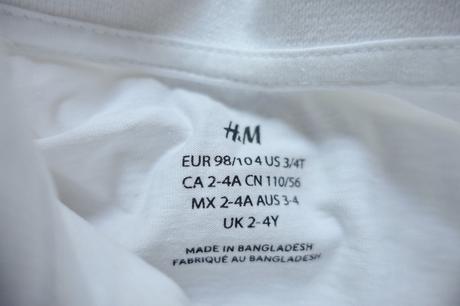 H&M
EUR 98/104 US 3/4T
CA 2-4A CN 110/56
MX 2-4A AUS 3-4
UK 2-4Y
MADE IN BANGLADESH
FABRIQUÉ AU BANGLADESH